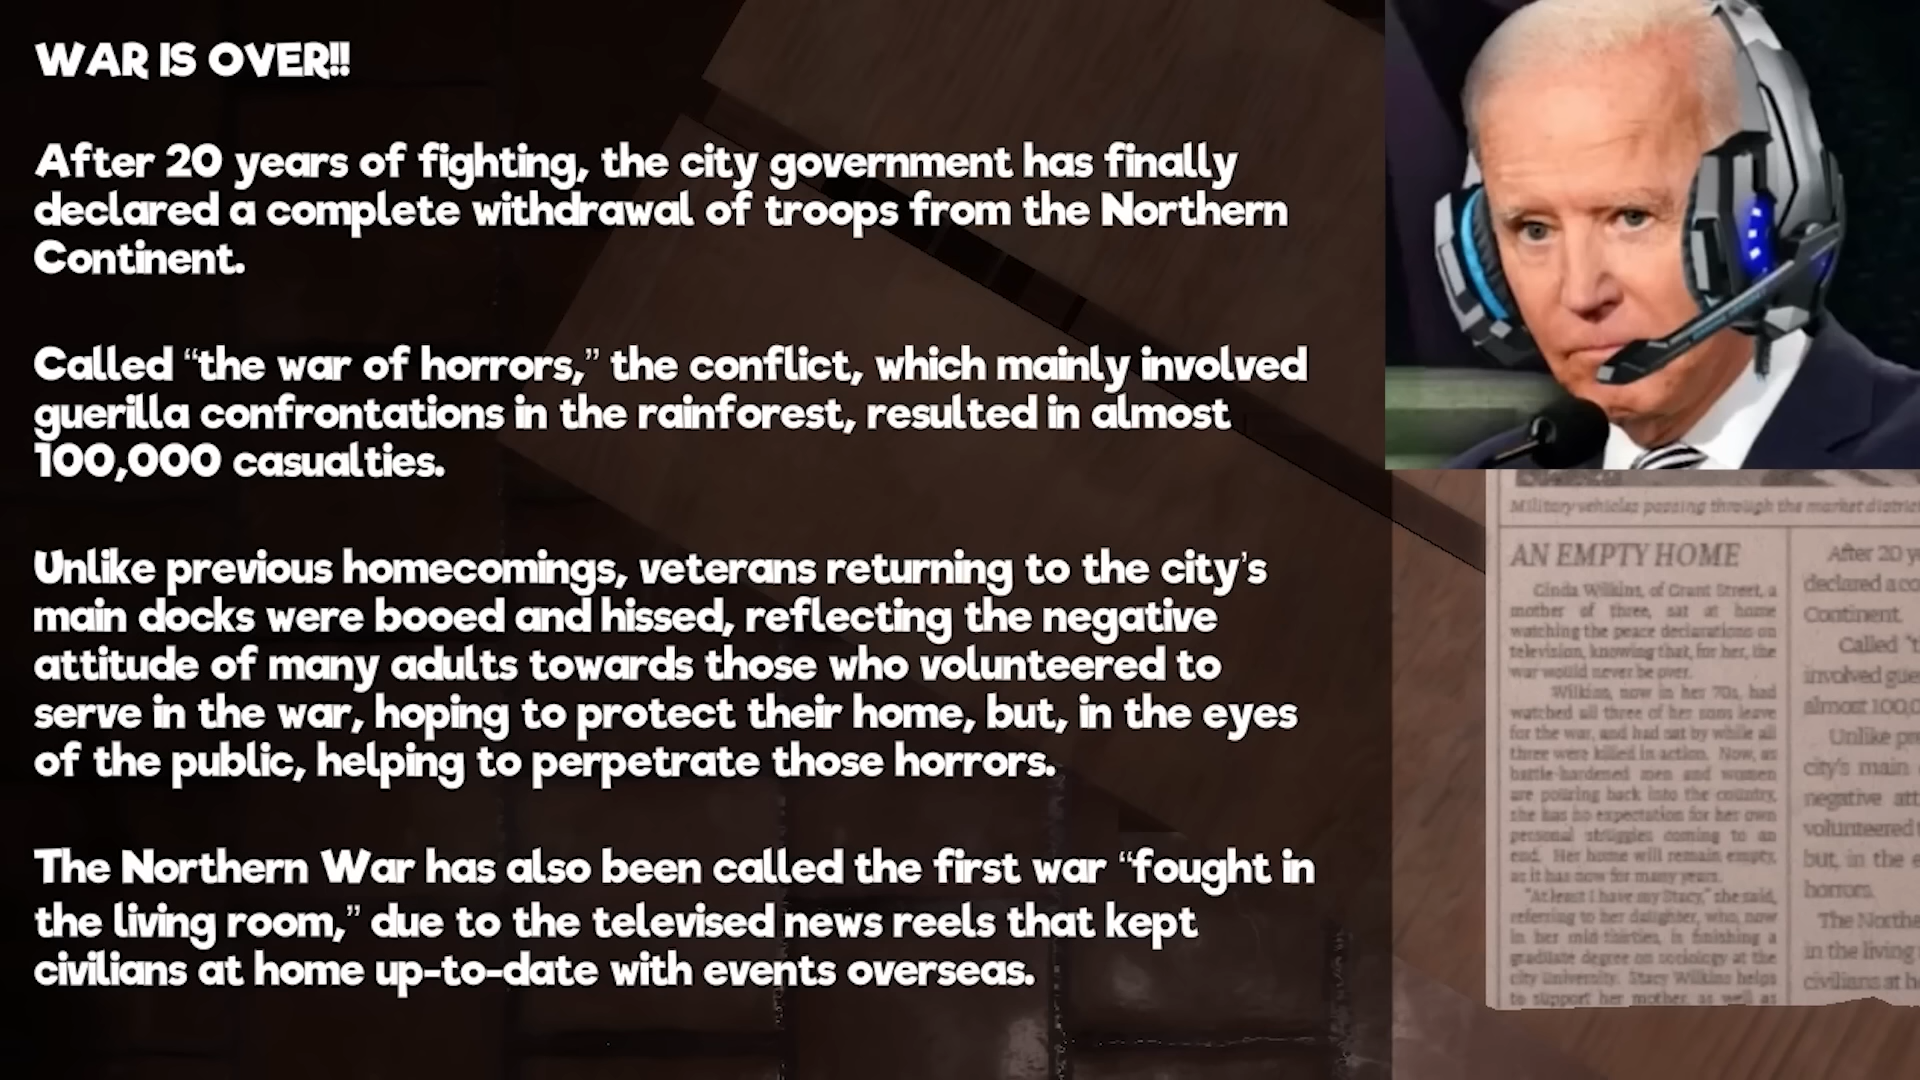 WAR IS OVER!!
After 20 years of fighting, the city government has finally
declared a complete withdrawal of troops from the Northern
Continent.
Called “the war of horrors,” the conflict, which mainly involved
guerilla confrontations in the rainforest, resulted in almost
100,000 casualties.
Unlike previous homecomings, veterans returning to the city’s
main docks were booed and hissed, reflecting the negative
attitude of many adults towards those who volunteered to
serve in the war, hoping to protect their home, but, in the eyes
of the public, helping to perpetrate those horrors.
The Northern War has also been called the first war “fought in
the living room,” due to the televised news reels that kept
civilians at home up-to-date with events overseas.
Military vehicles passing through the market district
AN EMPTY HOME
Cinda Wilkins, of Grant Street, a
mother of three, sat at home
watching the peace declarations on
television, knowing that, for her, the
war would never be over.
Wilkins, now in her 70s, had
watched all three of her sons leave
for the war, and had sat by while all
three were killed in action. Now, as
battle-hardened men and women
are pouring back into the country,
she has no expectation for her own
personal struggles coming to an
end. Her home will remain empty,
as it has now for many years.
"At least I have my Stacy," she said,
referring to her daughter, who, now
in her mid-thirties, is finishing a
graduate degree on sociology at the
city university. Stacy Wilkins helps
to support her mother, as well as
After 20 y
declared a co
Continent.
Called "t
involved gue
almost 100,0
Unlike pr
city's main
negative att
volunteered
but, in the e
horrors.
The Northe
in the living
civilians at h